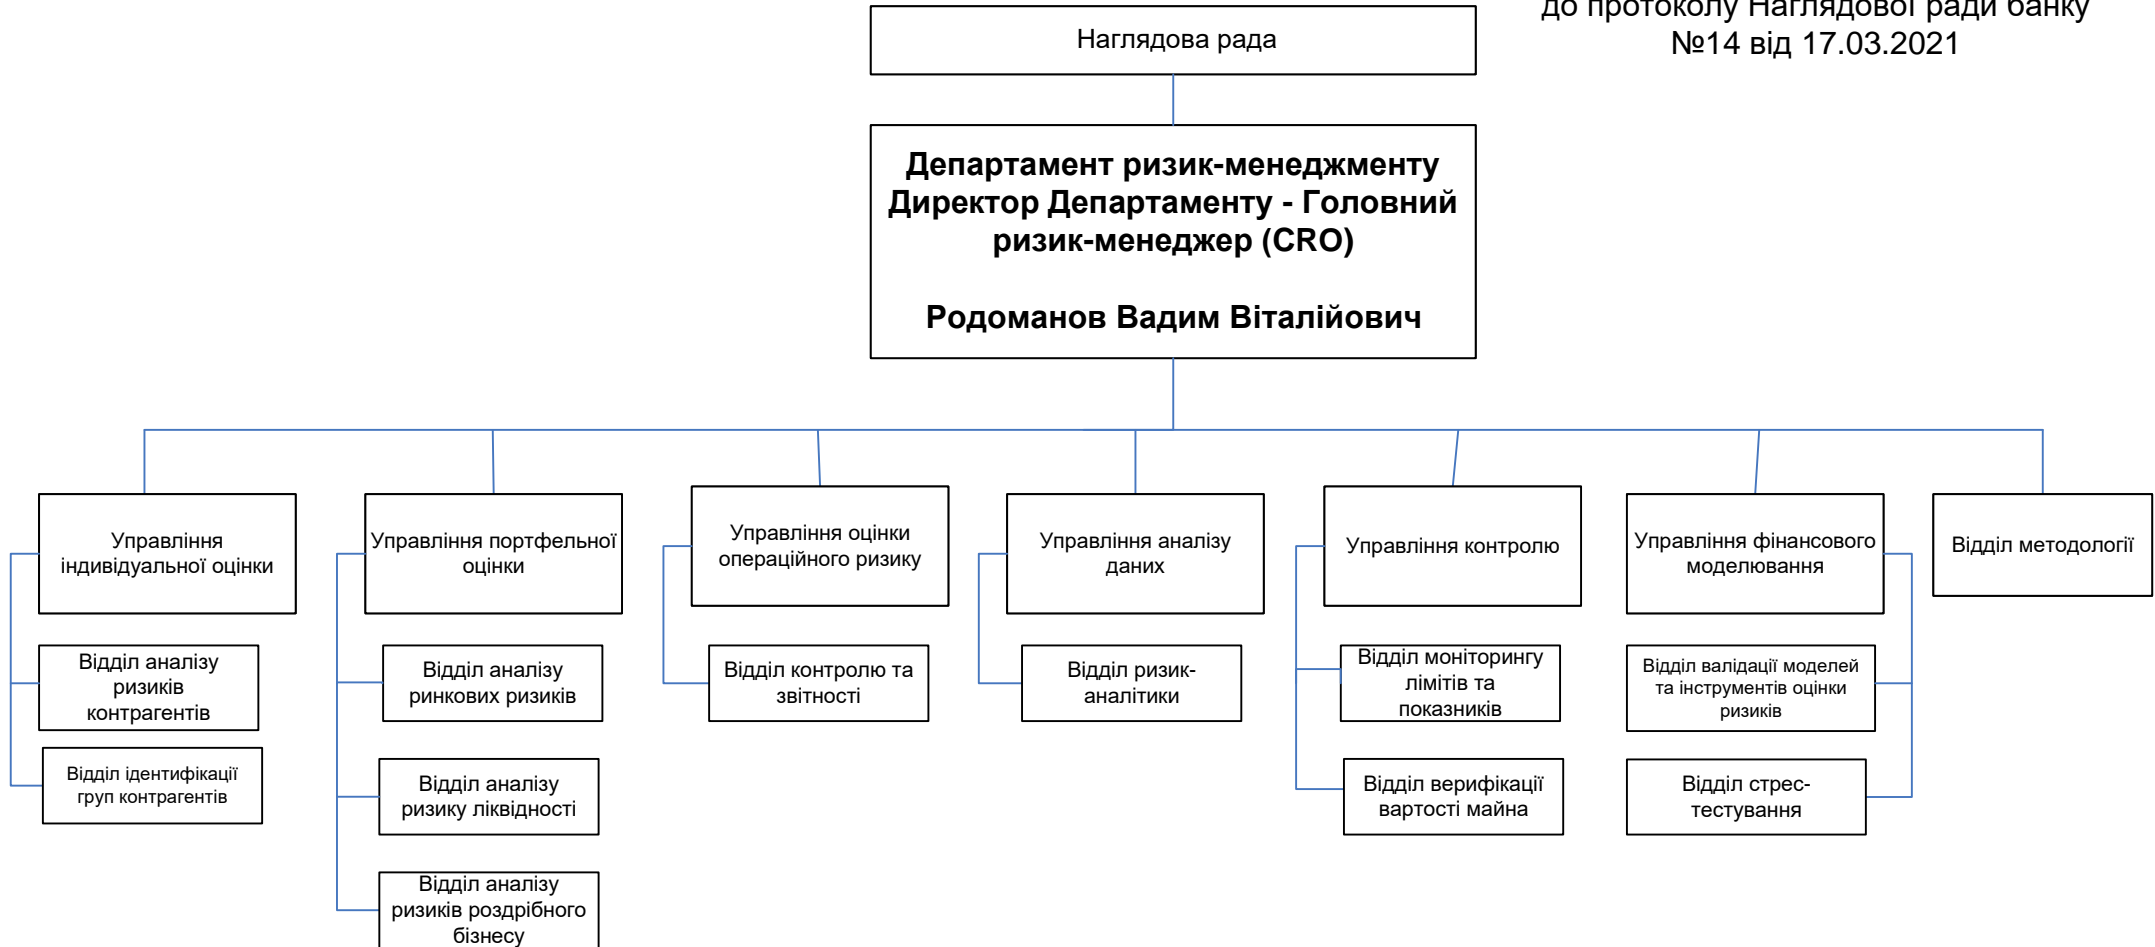 до протоколу Наглядової ради банку
№14 від 17.03.2021
Наглядова рада
Департамент ризик-менеджменту
Директор Департаменту - Головний
ризик-менеджер (CRO)
Родоманов Вадим Віталійович
Управління
індивідуальної оцінки
Управління портфельної
оцінки
Управління оцінки
операційного ризику
Управління аналізу
даних
Управління контролю
Управління фінансового
моделювання
Відділ методології
Відділ аналізу
ризиків
контрагентів
Відділ аналізу
ринкових ризиків
Відділ контролю та
звітності
Відділ ризик-
аналітики
Відділ моніторингу
лімітів та
показників
Відділ валідації моделей
та інструментів оцінки
ризиків
Відділ ідентифікації
груп контрагентів
Відділ аналізу
ризику ліквідності
Відділ верифікації
вартості майна
Відділ стрес-
тестування
Відділ аналізу
ризиків роздрібного
бізнесу